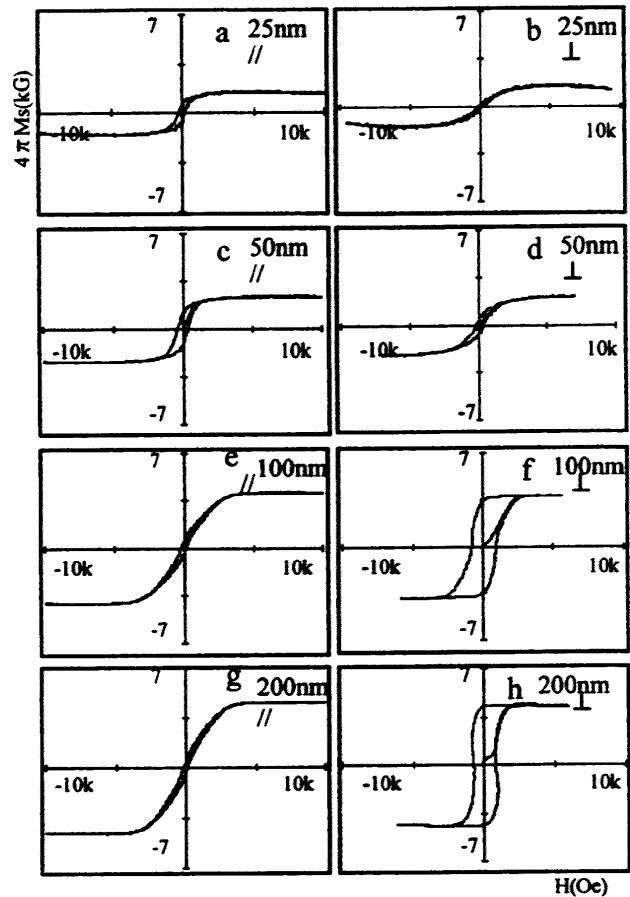 4 π Ms(kG)
7
a 25nm
//
-10k
10k
-7
7
b 25nm
⊥
-10k
10k
-7
7
c 50nm
//
-10k
10k
-7
7
d 50nm
⊥
-10k
10k
-7
7
e 100nm
//
-10k
10k
-7
7
f 100nm
⊥
-10k
10k
-7
7
g 200nm
//
-10k
10k
-7
7
h 200nm
⊥
-10k
10k
-7
H(Oe)